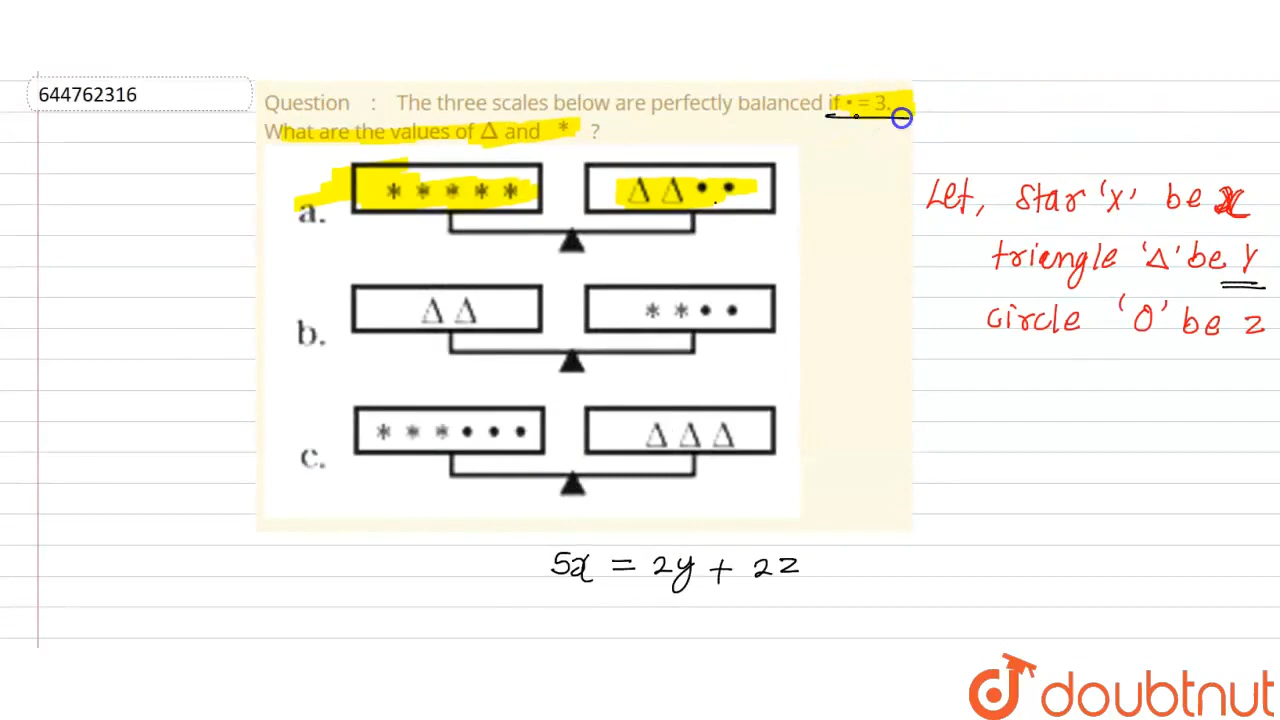 644762316
Question : The three scales below are perfectly balanced if • = 3.
What are the values of Δ and * ?
a. * * * * * Δ Δ • •
b. Δ Δ * * • •
c. * * * • • • Δ Δ Δ
Let, Star 'X' be x
triangle 'Δ' be y
circle 'O' be z
5x = 2y + 2z
doubtnut